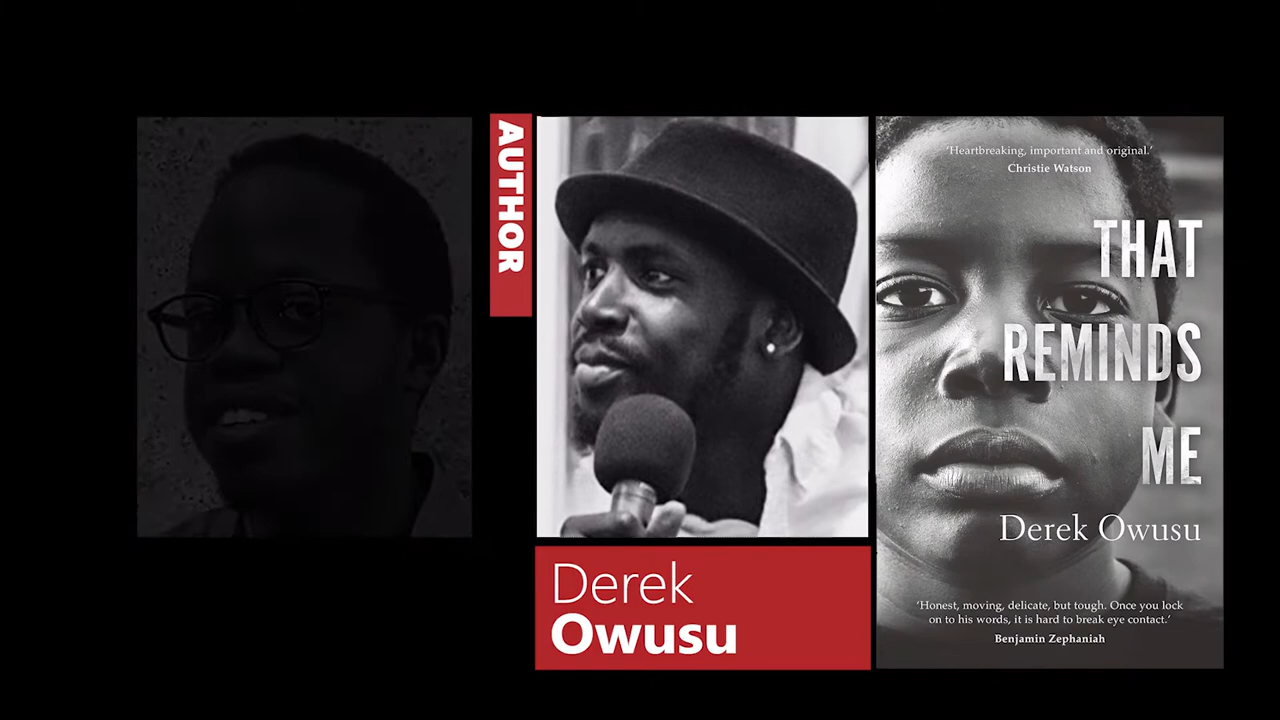 AUTHOR
Derek
Owusu
‘Heartbreaking, important and original.’
Christie Watson
THAT
REMINDS
ME
Derek Owusu
‘Honest, moving, delicate, but tough. Once you lock
on to his words, it is hard to break eye contact.’
Benjamin Zephaniah